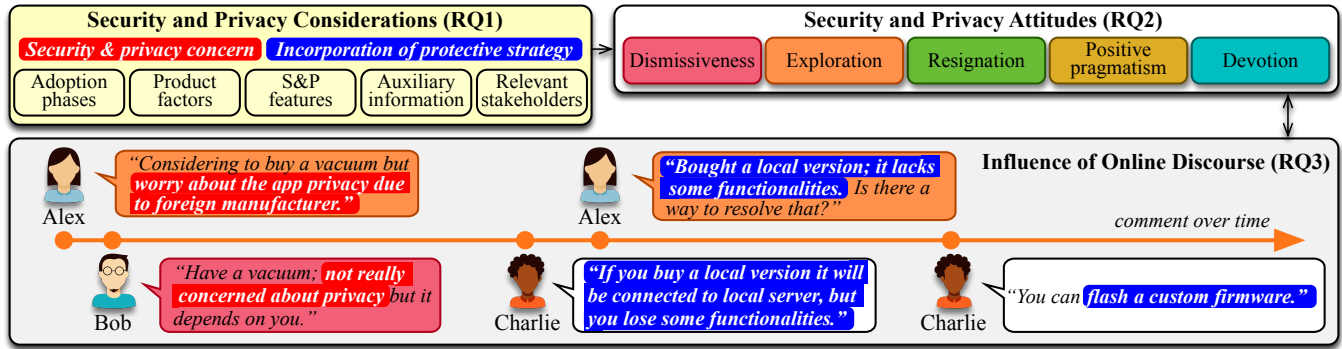 Security and Privacy Considerations (RQ1)
Security & privacy concern
Incorporation of protective strategy
Adoption
phases
Product
factors
S&P
features
Auxiliary
information
Relevant
stakeholders
Security and Privacy Attitudes (RQ2)
Dismissiveness
Exploration
Resignation
Positive
pragmatism
Devotion
Influence of Online Discourse (RQ3)
“Considering to buy a vacuum but
worry about the app privacy due
to foreign manufacturer.”
Alex
“Bought a local version; it lacks
some functionalities. Is there a
way to resolve that?”
Alex
comment over time
“Have a vacuum; not really
concerned about privacy but it
depends on you.”
Bob
“If you buy a local version it will
be connected to local server, but
you lose some functionalities.”
Charlie
“You can flash a custom firmware.”
Charlie